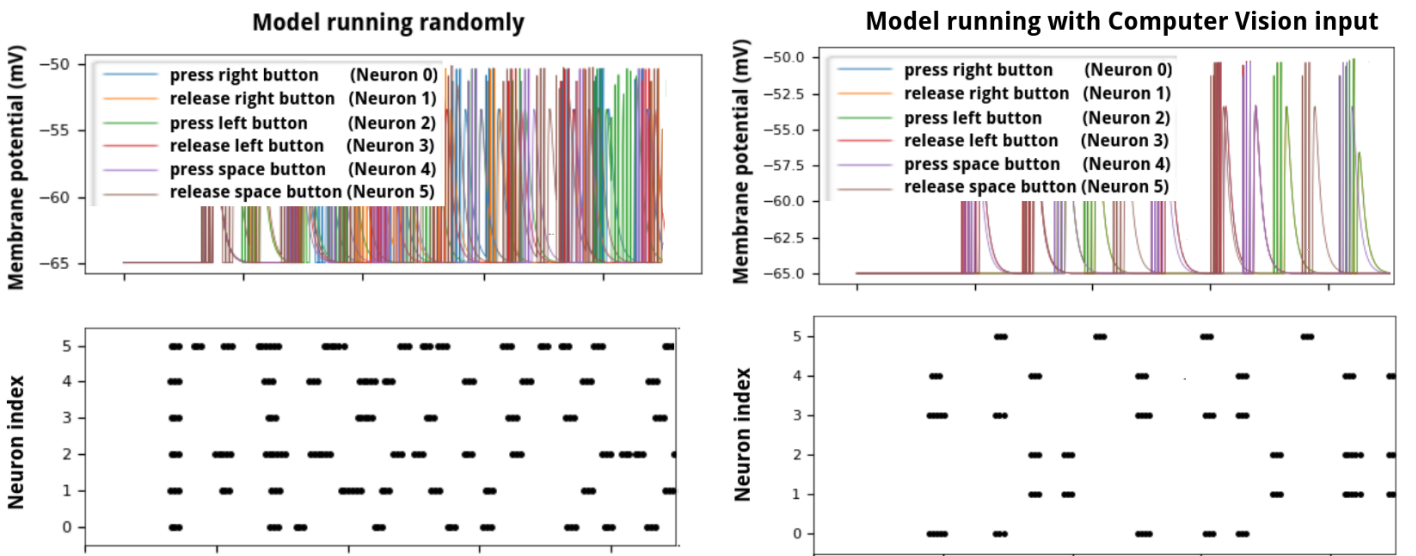 Model running randomly
Membrane potential (mV)
−50
−55
−60
−65
press right button (Neuron 0)
release right button (Neuron 1)
press left button (Neuron 2)
release left button (Neuron 3)
press space button (Neuron 4)
release space button (Neuron 5)
Neuron index
5
4
3
2
1
0
Model running with Computer Vision input
Membrane potential (mV)
−50.0
−52.5
−55.0
−57.5
−60.0
−62.5
−65.0
press right button (Neuron 0)
release right button (Neuron 1)
press left button (Neuron 2)
release left button (Neuron 3)
press space button (Neuron 4)
release space button (Neuron 5)
Neuron index
5
4
3
2
1
0